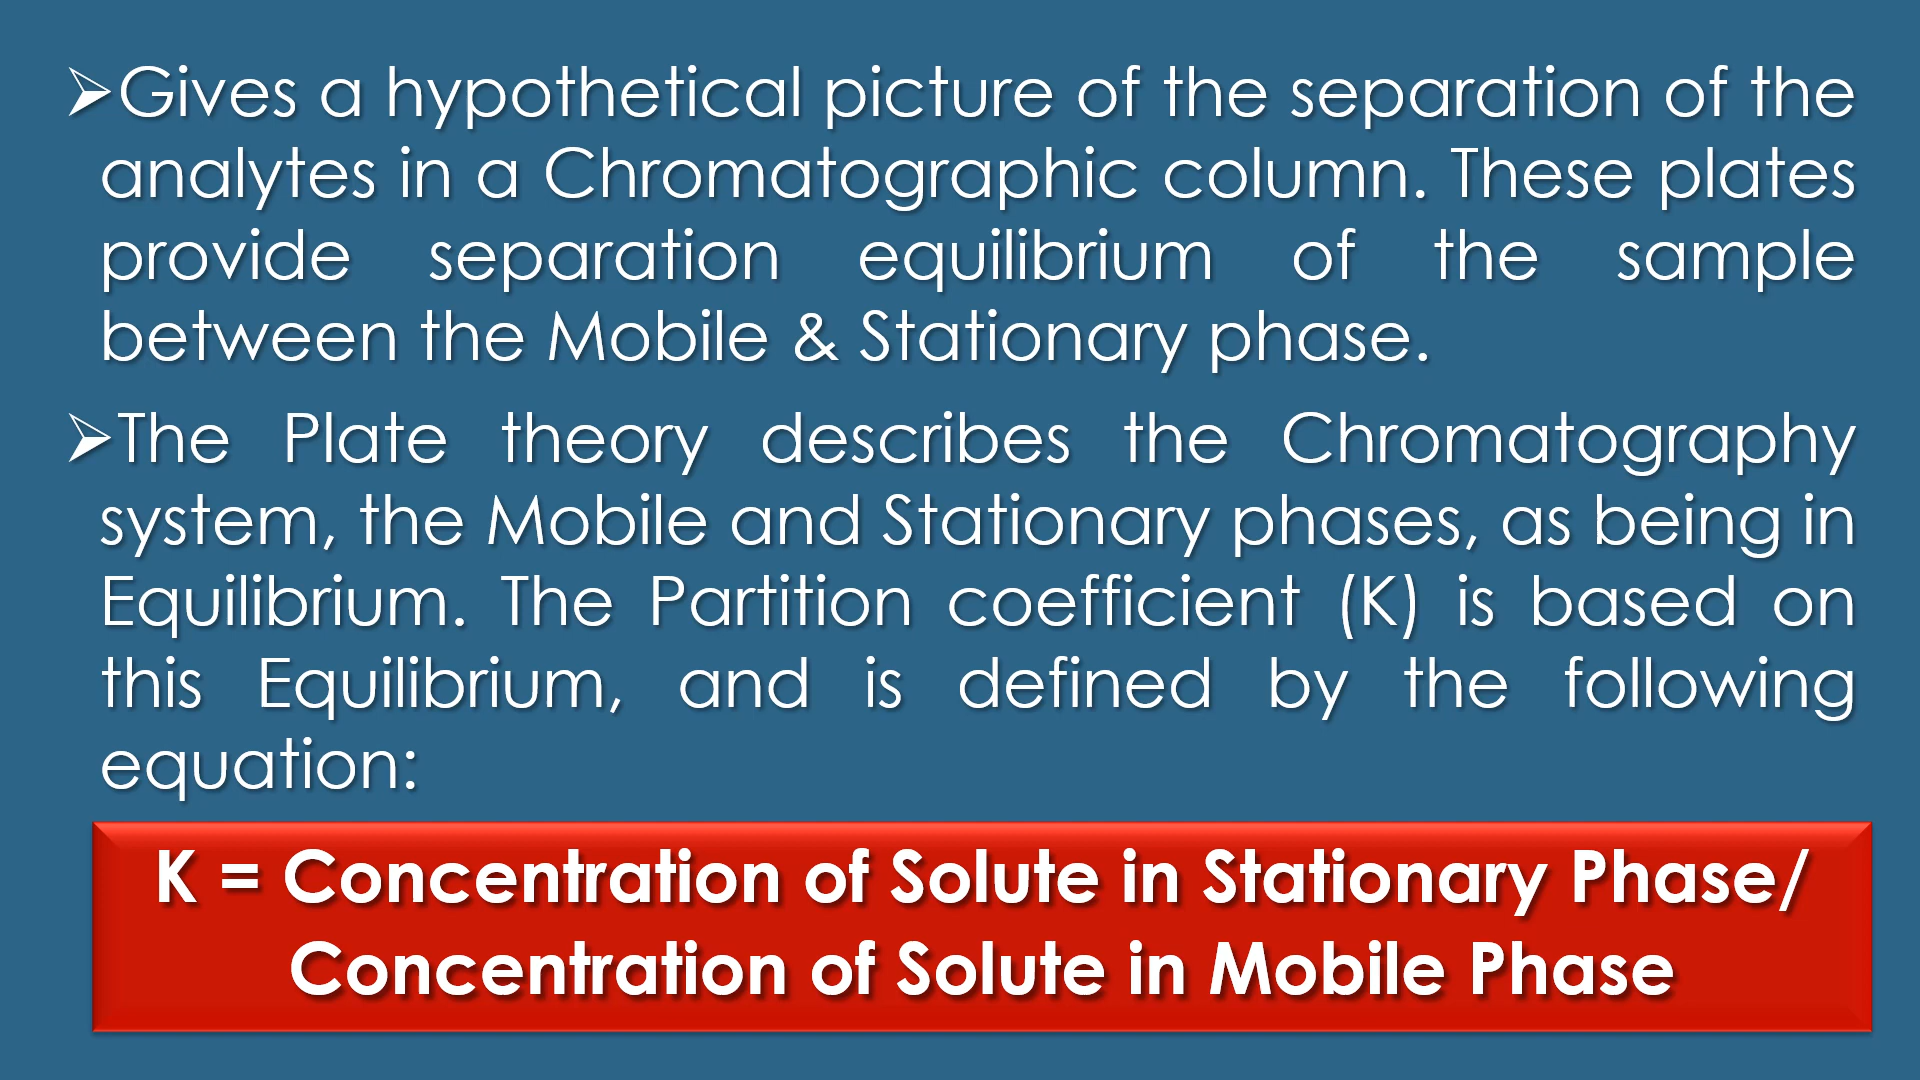 ➢Gives a hypothetical picture of the separation of the
analytes in a Chromatographic column. These plates
provide separation equilibrium of the sample
between the Mobile & Stationary phase.
➢The Plate theory describes the Chromatography
system, the Mobile and Stationary phases, as being in
Equilibrium. The Partition coefficient (K) is based on
this Equilibrium, and is defined by the following
equation:
K = Concentration of Solute in Stationary Phase/
Concentration of Solute in Mobile Phase